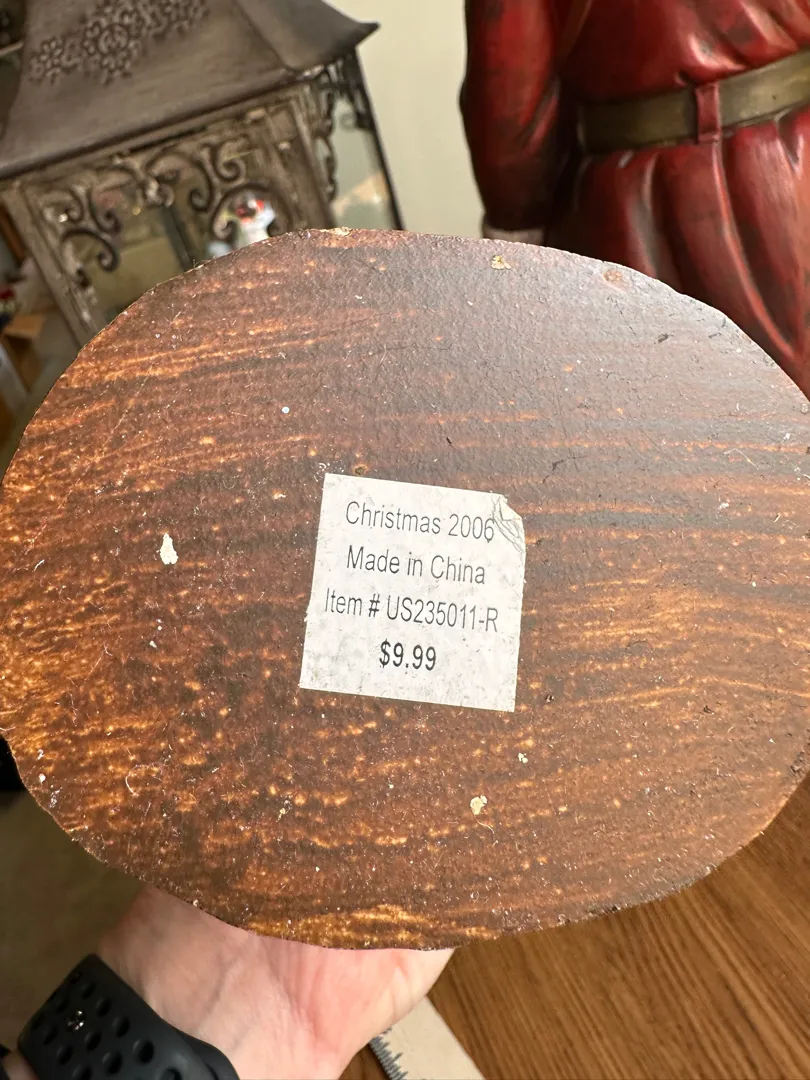 Christmas 2006
Made in China
Item # US235011-R
$9.99